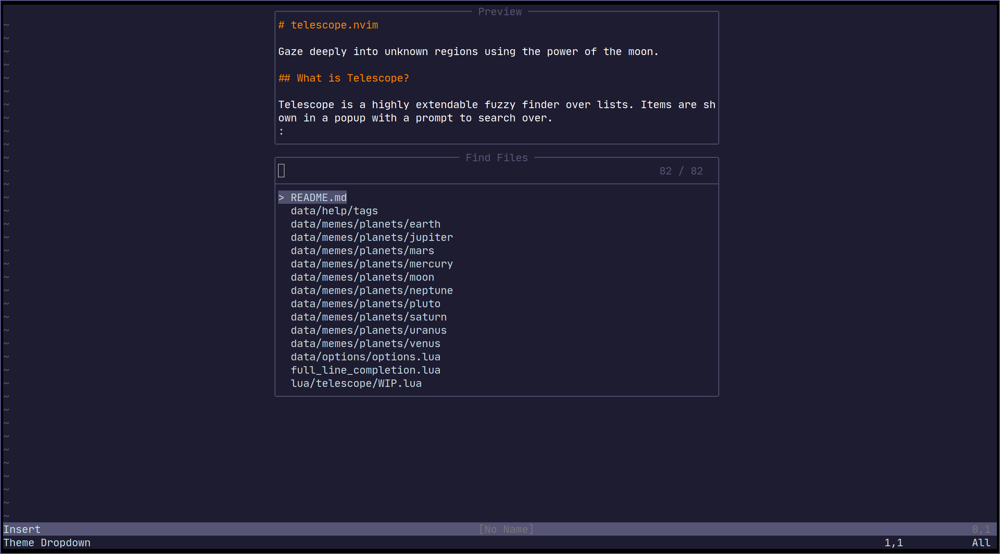 Preview
~
# telescope.nvim
~
~
Gaze deeply into unknown regions using the power of the moon.
~
~
## What is Telescope?
~
~
Telescope is a highly extendable fuzzy finder over lists. Items are sh
~
own in a popup with a prompt to search over.
~
:
~
~
Find Files
~
82 / 82
~
~
> README.md
~
data/help/tags
~
data/memes/planets/earth
~
data/memes/planets/jupiter
~
data/memes/planets/mars
~
data/memes/planets/mercury
~
data/memes/planets/moon
~
data/memes/planets/neptune
~
data/memes/planets/pluto
~
data/memes/planets/saturn
~
data/memes/planets/uranus
~
data/memes/planets/venus
~
data/options/options.lua
~
full_line_completion.lua
~
lua/telescope/WIP.lua
~
~
~
~
~
~
~
~
~
~
Insert [No Name] 0,1
Theme Dropdown 1,1 All